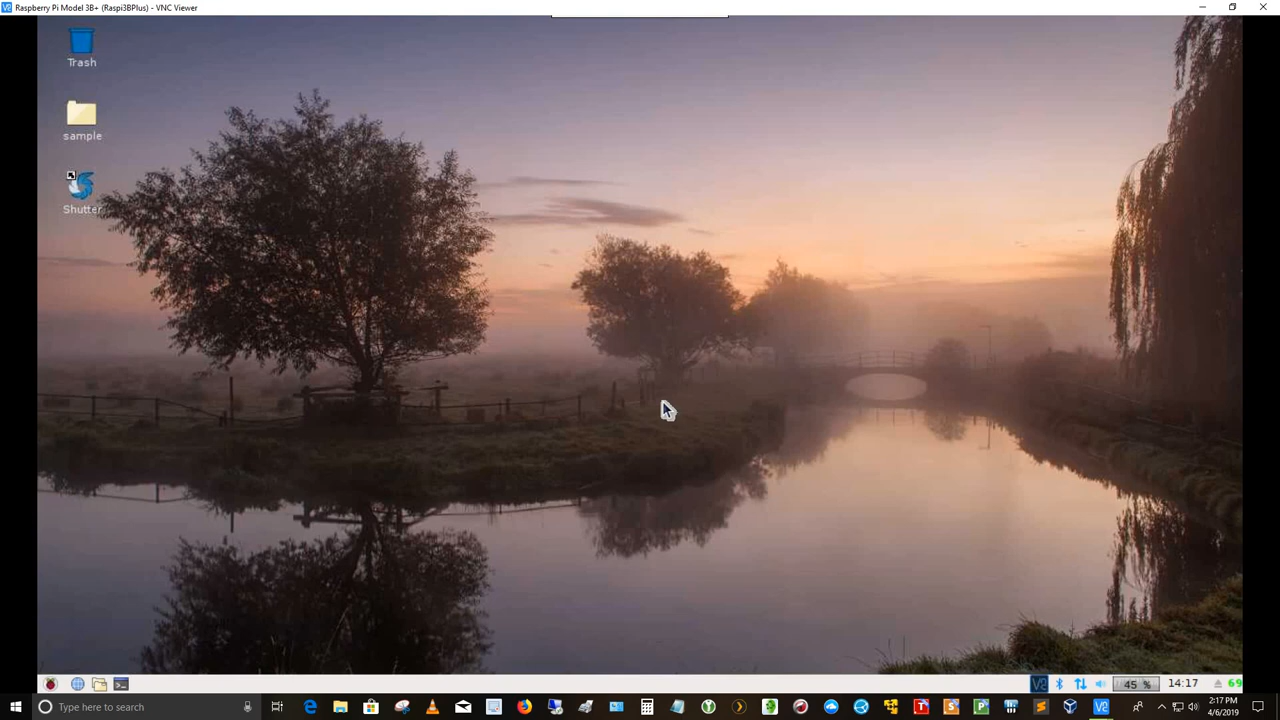 Raspberry Pi Model 3B+ (Raspi3BPlus) - VNC Viewer
Trash
sample
Shutter
45 %
14:17
69
Type here to search
2:17 PM
4/6/2019